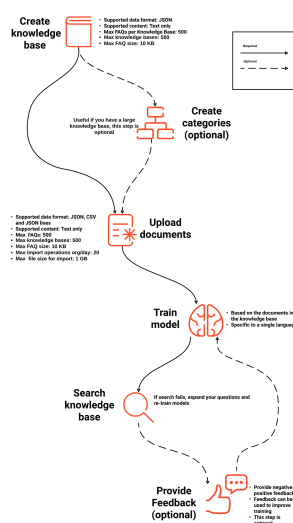 Create
knowledge
base
• Supported data format: JSON
• Supported content: Text only
• Max FAQs per Knowledge Base: 500
• Max knowledge bases: 500
• Max FAQ size: 10 KB
Required
Optional
Useful if you have a large
knowledge base, this step is
optional
Create
categories
(optional)
• Supported data format: JSON, CSV
and JSON lines
• Supported content: Text only
• Max FAQs: 500
• Max knowledge bases: 500
• Max FAQ size: 10 KB
• Max import operations org/day: 20
• Max file size for import: 1 GB
Upload
documents
Train
model
• Based on the documents in
the knowledge base
• Specific to a single
Search
knowledge
base
If search fails, expand your questions and
re-train models
Provide
Feedback
(optional)
• Provide negative
positive feedback
• Feedback can be
used to improve
training
• This step is
optional